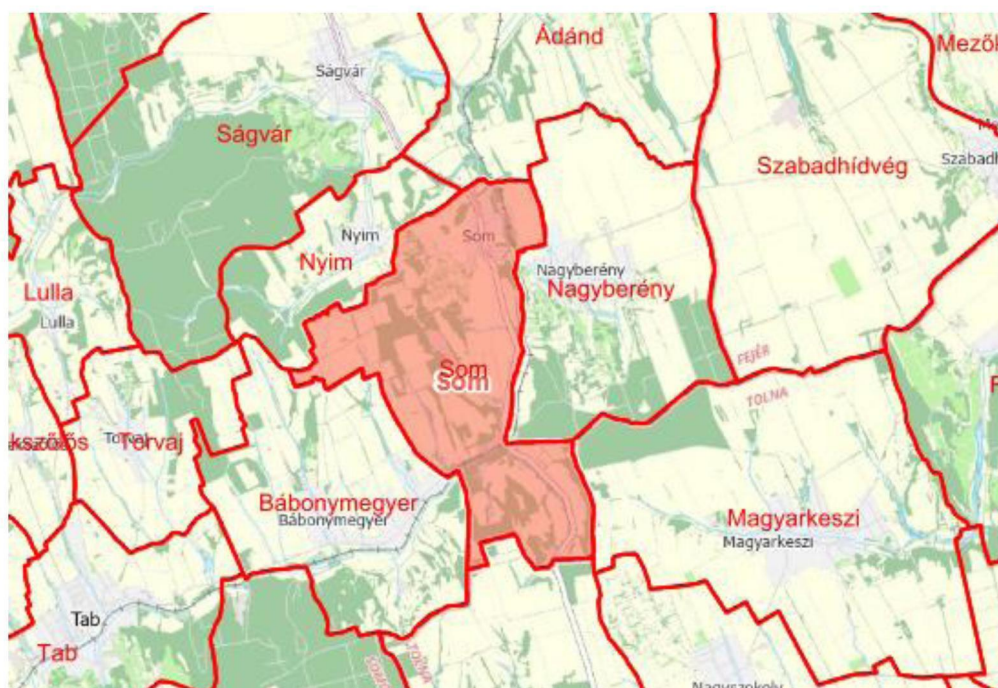 Ádánd
Ságvár
Ságvár
Szabadhídvég
Nyim
Nyim
Som
Nagyberény
Nagyberény
Lulla
Lulla
FEJÉR
Som
Som
TOLNA
Torvaj
Bábonymegyer
Bábonymegyer
Magyarkeszi
Magyarkeszi
Tab
Tab
TOLNA